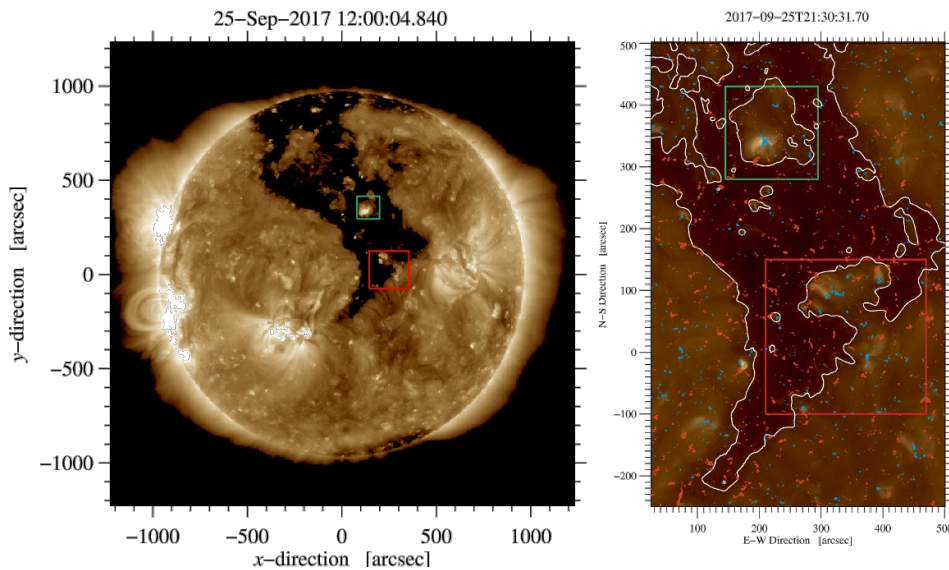 25-Sep-2017 12:00:04.840
1000
500
0
-500
-1000
y-direction [arcsec]
-1000 -500 0 500 1000
x-direction [arcsec]
2017-09-25T21:30:31.70
500
400
300
200
100
0
-100
-200
N-S Direction [arcsec]
100 200 300 400 500
E-W Direction [arcsec]